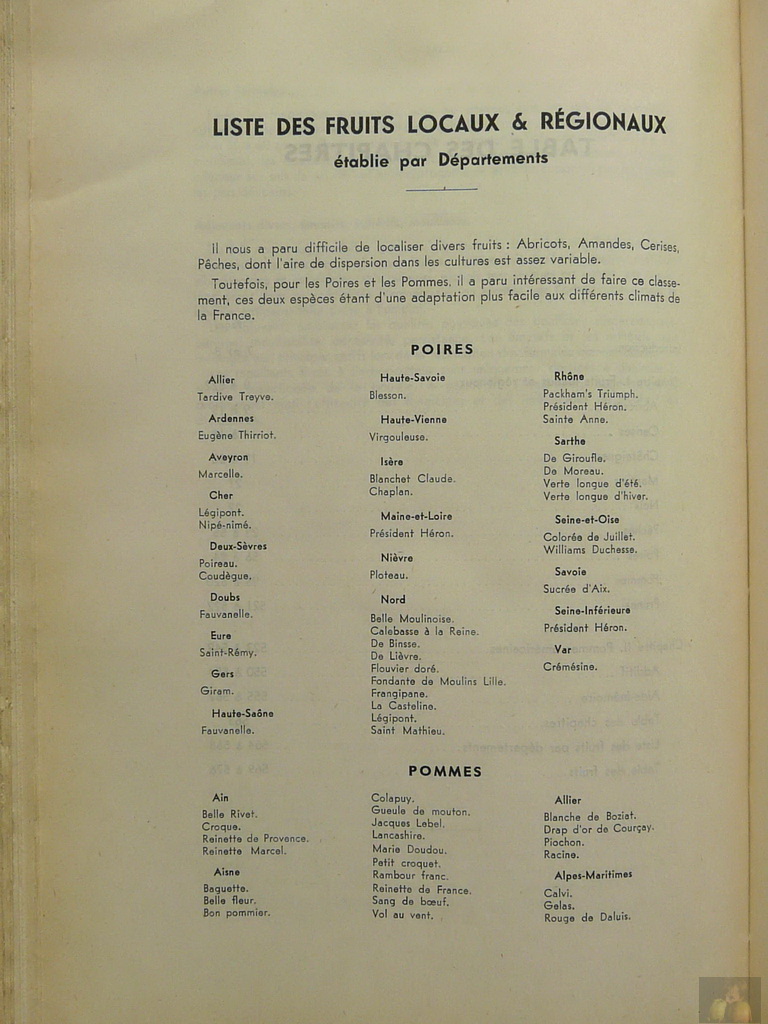 LISTE DES FRUITS LOCAUX & RÉGIONAUX
établie par Départements
Il nous a paru difficile de localiser divers fruits : Abricots, Amandes, Cerises,
Pêches, dont l'aire de dispersion dans les cultures est assez variable.
Toutefois, pour les Poires et les Pommes, il a paru intéressant de faire ce classe-
ment, ces deux espèces étant d'une adaptation plus facile aux différents climats de
la France.
POIRES
Allier
Tardive Treyve.
Ardennes
Eugène Thirriot.
Aveyron
Marcelle.
Cher
Légipont.
Nipé-nimé.
Deux-Sèvres
Poireau.
Coudègue.
Doubs
Fauvanelle.
Eure
Saint-Rémy.
Gers
Giram.
Haute-Saône
Fauvanelle.
Haute-Savoie
Blesson.
Haute-Vienne
Virgouleuse.
Isère
Blanchet Claude.
Chaplan.
Maine-et-Loire
Président Héron.
Nièvre
Ploteau.
Nord
Belle Moulinoise.
Calebasse à la Reine.
De Binsse.
De Lièvre.
Flouvier doré.
Fondante de Moulins Lille.
Frangipane.
La Casteline.
Légipont.
Saint Mathieu.
Rhône
Packham's Triumph.
Président Héron.
Sainte Anne.
Sarthe
De Giroufle.
De Moreau.
Verte longue d'été.
Verte longue d'hiver.
Seine-et-Oise
Colorée de Juillet.
Williams Duchesse.
Savoie
Sucrée d'Aix.
Seine-Inférieure
Président Héron.
Var
Crémésine.
POMMES
Ain
Belle Rivet.
Croque.
Reinette de Provence.
Reinette Marcel.
Aisne
Baguette.
Belle fleur.
Bon pommier.
Colapuy.
Gueule de mouton.
Jacques Lebel.
Lancashire.
Marie Doudou.
Petit croquet.
Rambour franc.
Reinette de France.
Sang de bœuf.
Vol au vent.
Allier
Blanche de Boziat.
Drap d'or de Courçay.
Piochon.
Racine.
Alpes-Maritimes
Calvi.
Gelas.
Rouge de Daluis.